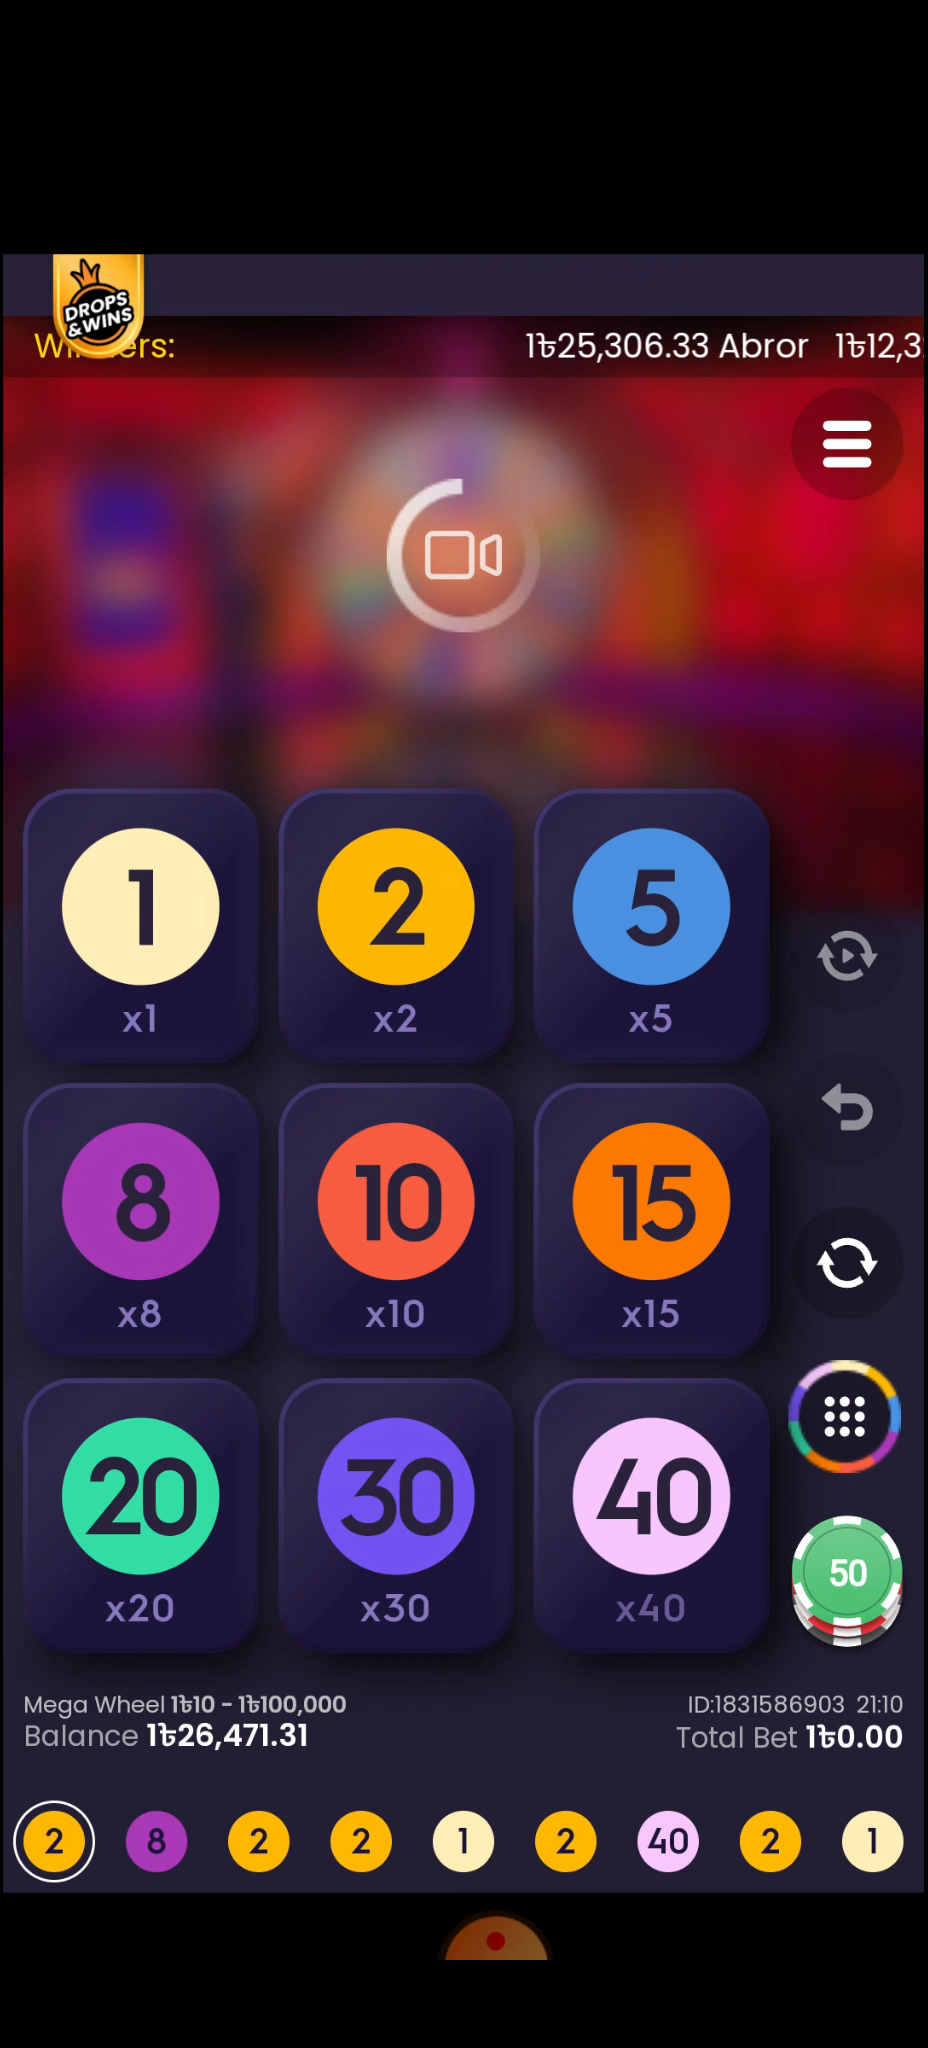 DROPS
&WINS
Winners: 1৳25,306.33 Abror 1৳12,3
1 2 5
x1 x2 x5
8 10 15
x8 x10 x15
20 30 40
x20 x30 x40
50
Mega Wheel 1৳10 - 1৳100,000 ID:1831586903 21:10
Balance 1৳26,471.31 Total Bet 1৳0.00
2 8 2 2 1 2 40 2 1